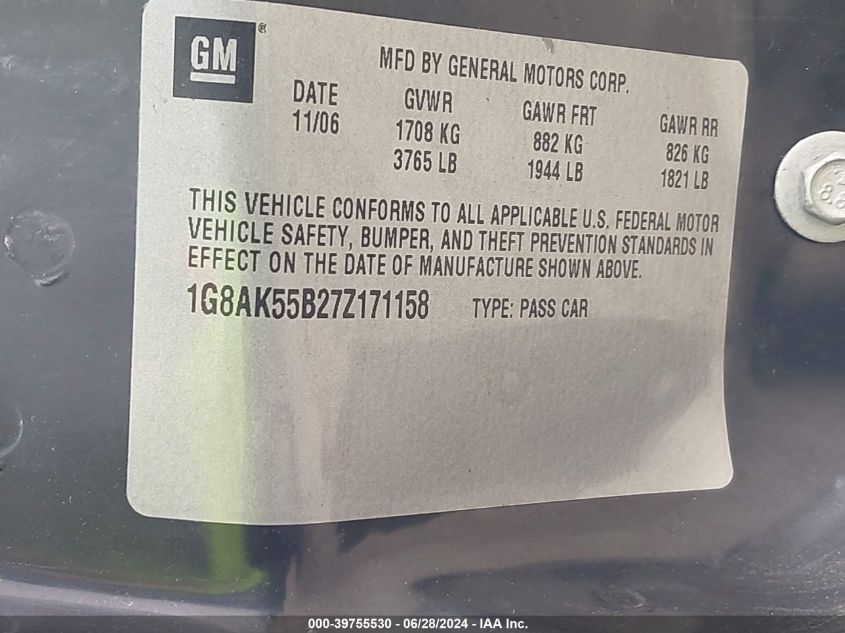 GM®
MFD BY GENERAL MOTORS CORP.
DATE GVWR GAWR FRT GAWR RR
11/06 1708 KG 882 KG 826 KG
3765 LB 1944 LB 1821 LB
THIS VEHICLE CONFORMS TO ALL APPLICABLE U.S. FEDERAL MOTOR
VEHICLE SAFETY, BUMPER, AND THEFT PREVENTION STANDARDS IN
EFFECT ON THE DATE OF MANUFACTURE SHOWN ABOVE.
1G8AK55B27Z171158 TYPE: PASS CAR
000-39755530 - 06/28/2024 - IAA Inc.